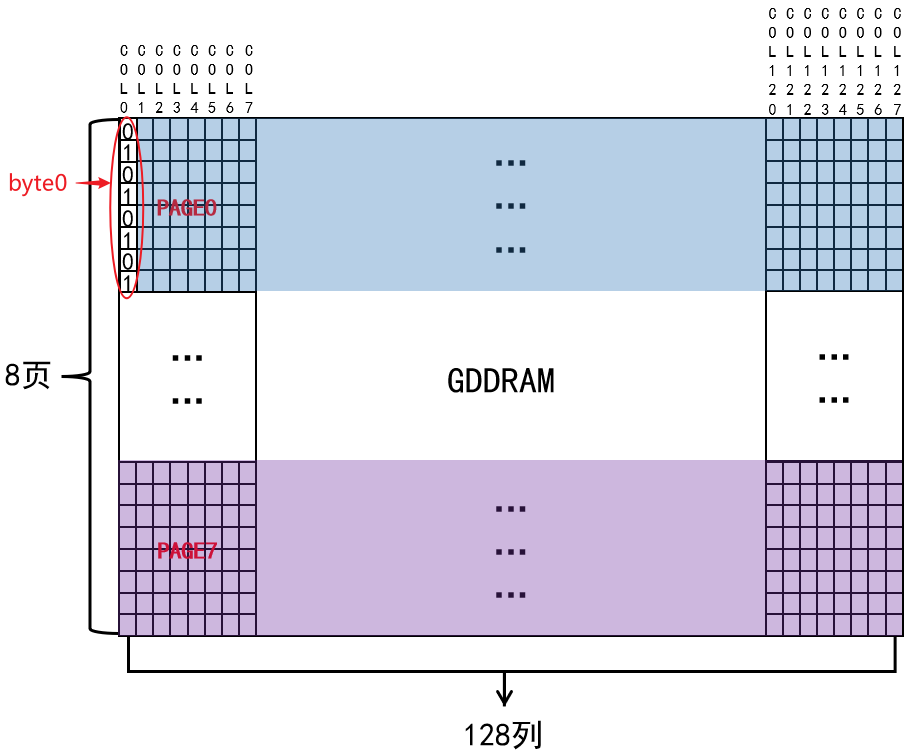 COL120 COL121 COL122 COL123 COL124 COL125 COL126 COL127
COL0 COL1 COL2 COL3 COL4 COL5 COL6 COL7
0
1
0
1
0
1
0
1
byte0
PAGE0
...
...
...
8页
...
...
GDDRAM
...
...
PAGE7
...
...
...
128列